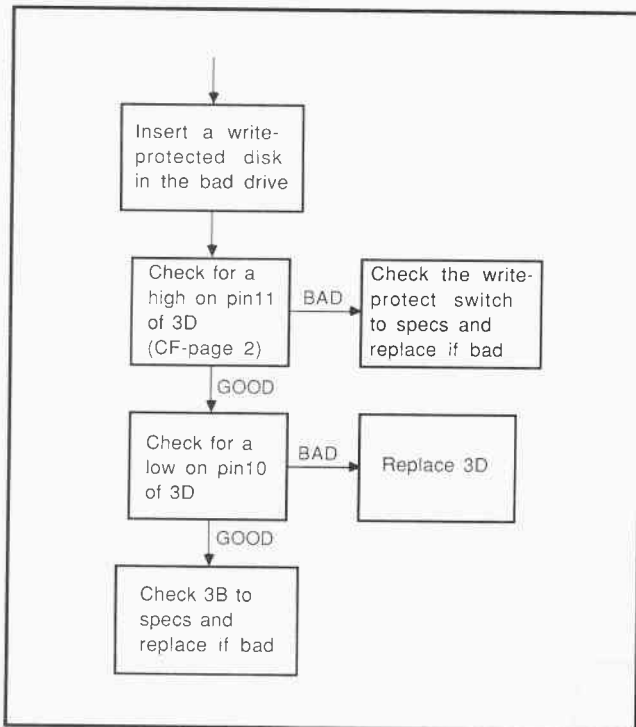 Insert a write-
protected disk
in the bad drive
Check for a
high on pin11
of 3D
(CF-page 2)
BAD
Check the write-
protect switch
to specs and
replace if bad
GOOD
Check for a
low on pin10
of 3D
BAD
Replace 3D
GOOD
Check 3B to
specs and
replace if bad